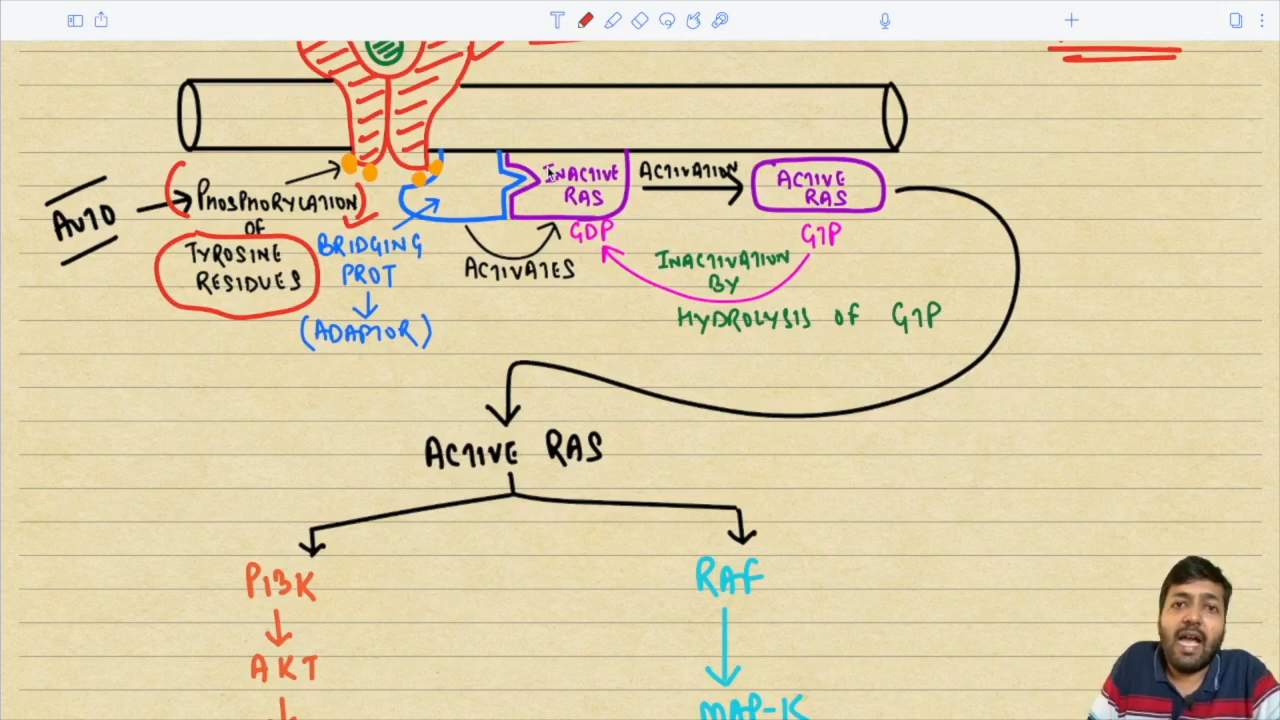 AUTO
PHOSPHORYLATION
OF
TYROSINE
RESIDUES
BRIDGING
PROT
(ADAPTOR)
ACTIVATES
INACTIVE
RAS
GDP
ACTIVATION
ACTIVE
RAS
GTP
INACTIVATION
BY
HYDROLYSIS OF GTP
ACTIVE RAS
PI3K
AKT
RAF
MAP-K